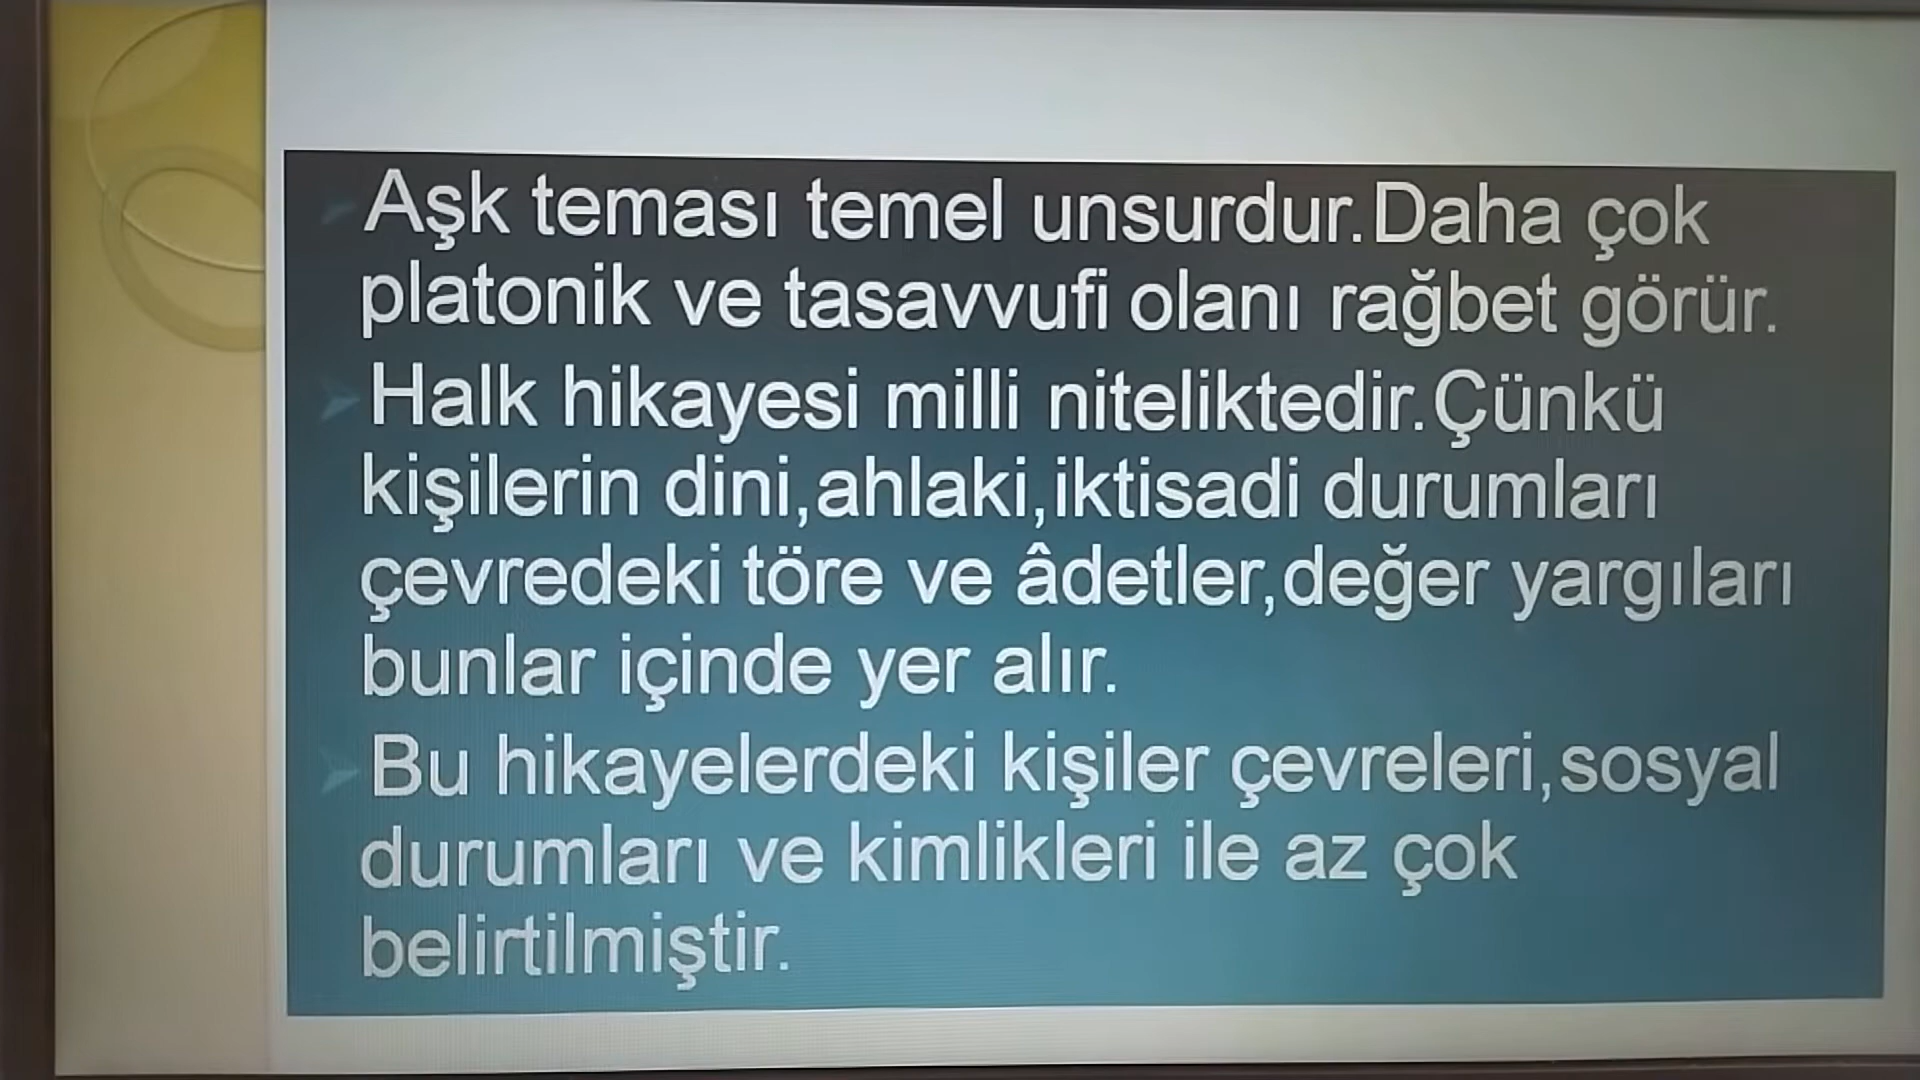 Aşk teması temel unsurdur.Daha çok
platonik ve tasavvufi olanı rağbet görür.
Halk hikayesi milli niteliktedir.Çünkü
kişilerin dini,ahlaki,iktisadi durumları
çevredeki töre ve âdetler,değer yargıları
bunlar içinde yer alır.
Bu hikayelerdeki kişiler çevreleri,sosyal
durumları ve kimlikleri ile az çok
belirtilmiştir.